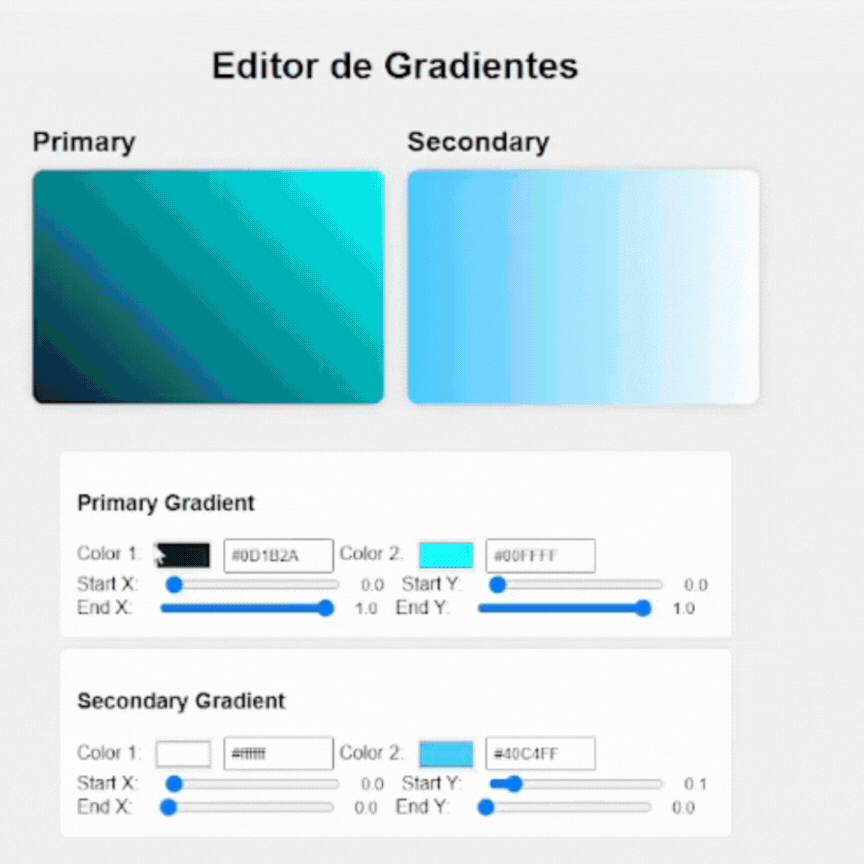 Editor de Gradientes
Primary Secondary
Primary Gradient
Color 1: #0D1B2A Color 2: #00FFFF
Start X: 0.0 Start Y: 0.0
End X: 1.0 End Y: 1.0
Secondary Gradient
Color 1: #ffffff Color 2: #40C4FF
Start X: 0.0 Start Y: 0.1
End X: 0.0 End Y: 0.0